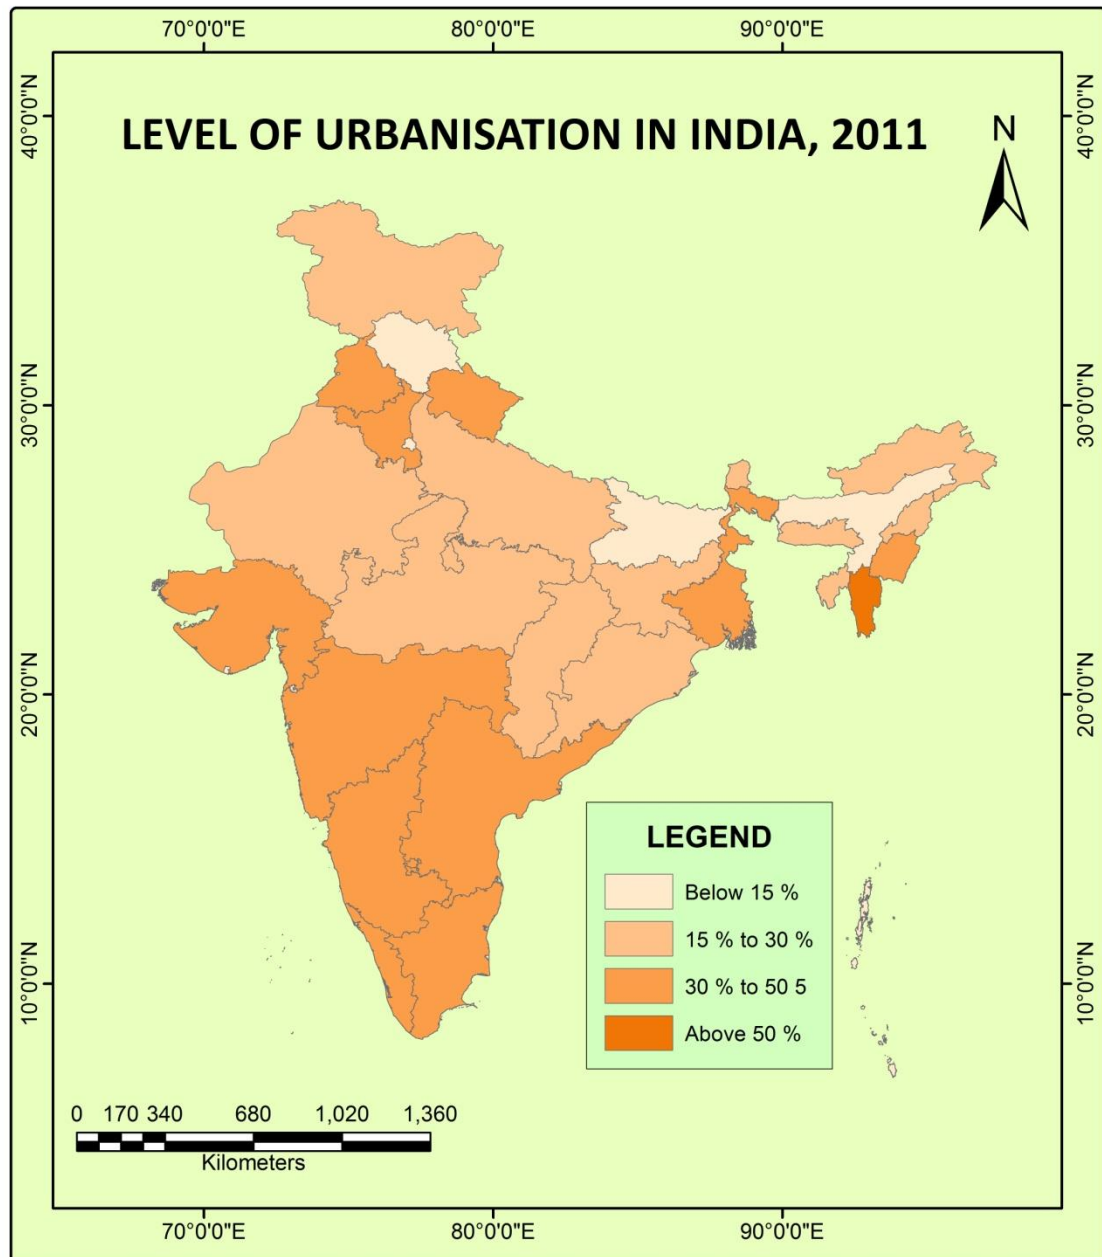 70°0'0"E 80°0'0"E 90°0'0"E
40°0'0"N 40°0'0"N
LEVEL OF URBANISATION IN INDIA, 2011
N
30°0'0"N 30°0'0"N
20°0'0"N 20°0'0"N
LEGEND
Below 15 %
15 % to 30 %
30 % to 50 5
Above 50 %
10°0'0"N 10°0'0"N
0 170 340 680 1,020 1,360
Kilometers
70°0'0"E 80°0'0"E 90°0'0"E